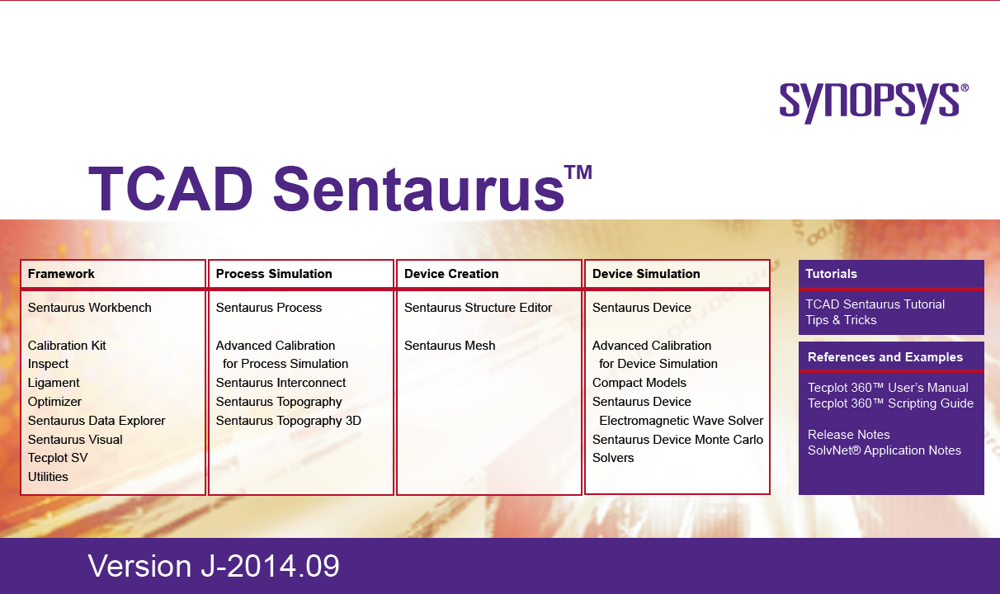 SYNOPSYS®
TCAD Sentaurus™
Framework
Sentaurus Workbench
Calibration Kit
Inspect
Ligament
Optimizer
Sentaurus Data Explorer
Sentaurus Visual
Tecplot SV
Utilities
Process Simulation
Sentaurus Process
Advanced Calibration
for Process Simulation
Sentaurus Interconnect
Sentaurus Topography
Sentaurus Topography 3D
Device Creation
Sentaurus Structure Editor
Sentaurus Mesh
Device Simulation
Sentaurus Device
Advanced Calibration
for Device Simulation
Compact Models
Sentaurus Device
Electromagnetic Wave Solver
Sentaurus Device Monte Carlo
Solvers
Tutorials
TCAD Sentaurus Tutorial
Tips & Tricks
References and Examples
Tecplot 360™ User’s Manual
Tecplot 360™ Scripting Guide
Release Notes
SolvNet® Application Notes
Version J-2014.09